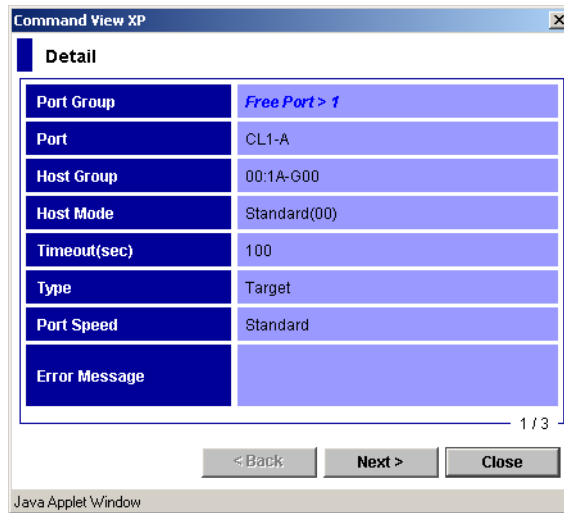 Command View XP
Detail
Port Group Free Port > 1
Port CL1-A
Host Group 00:1A-G00
Host Mode Standard(00)
Timeout(sec) 100
Type Target
Port Speed Standard
Error Message
1 / 3
< Back Next > Close
Java Applet Window